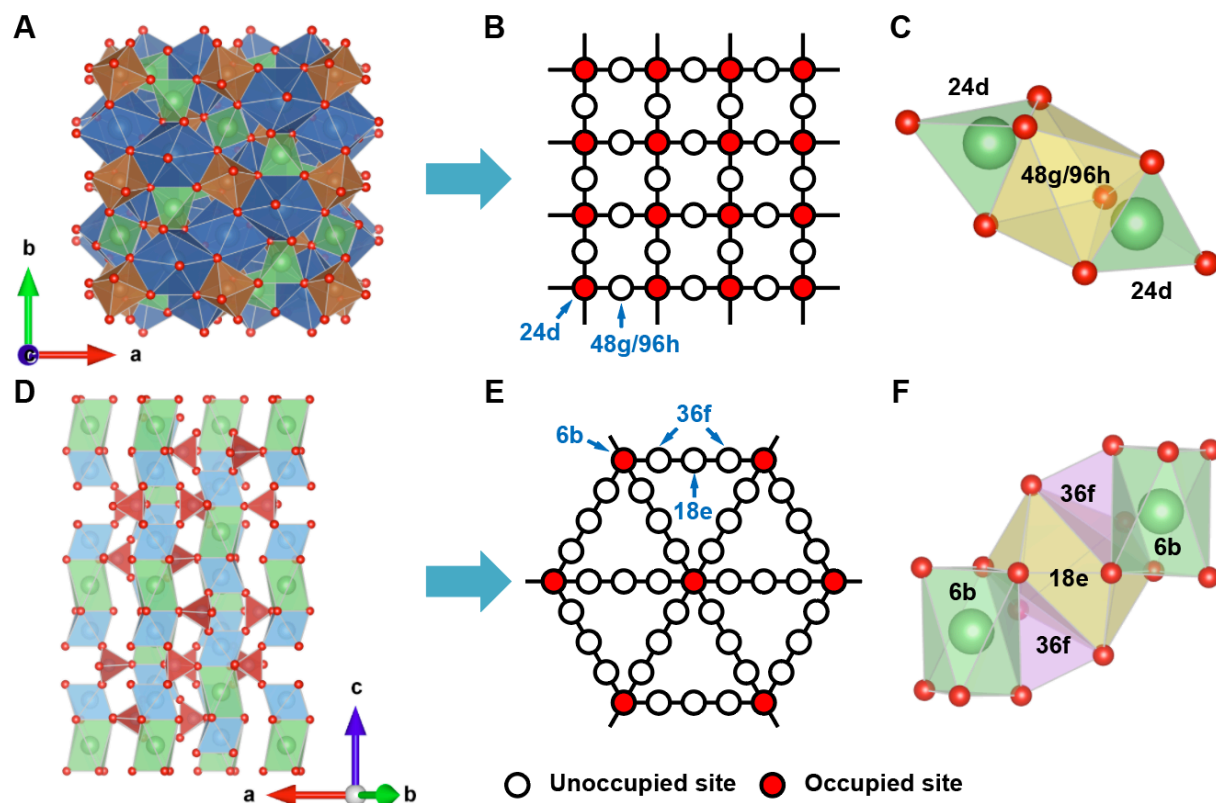 A
B
C
b
c
a
24d
48g/96h
24d
48g/96h
24d
D
E
F
c
a
b
36f
6b
18e
36f
6b
18e
6b
36f
Unoccupied site
Occupied site